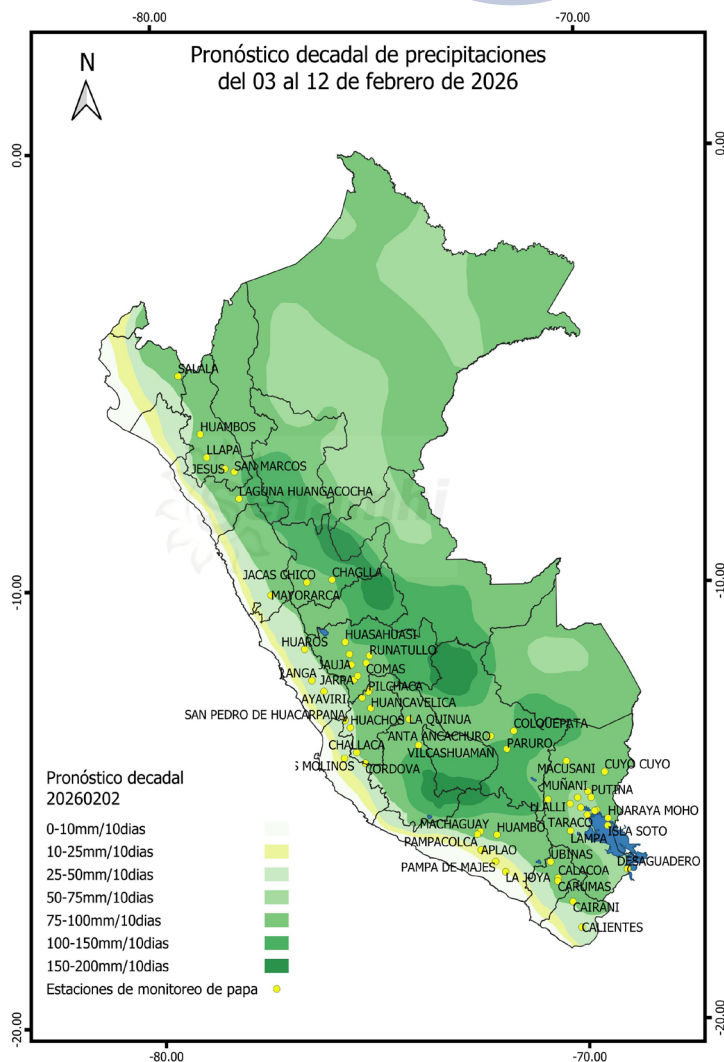 -80.00
-70.00
Pronóstico decadal de precipitaciones
del 03 al 12 de febrero de 2026
N
0.00
0.00
SALALA
HUAMBOS
LLAPA
JESUS
SAN MARCOS
LAGUNA HUANGACOCHA
-10.00
-10.00
JACAS CHICO
CHAGLLA
MAYORARCA
HUASAHUASI
HUAROS
RUNATULLO
JAUJA
COMAS
LANGA
JARPA
PILCHACA
AYAVIRI
HUANCAVELICA
SAN PEDRO DE HUACARPANA
HUACHOS
LA QUINUA
COLQUEPATA
ANTA ANCACHURO
CHALLACA
VILCASHUAMAN
PARURO
S MOLINOS
CORDOVA
MACUSANI
CUYO CUYO
MUÑANI
PUTINA
LLALLI
HUARAYA MOHO
MACHAGUAY
HUAMBO
TARACO
ISLA SOTO
PAMPACOLCA
LAMPA
APLAO
UBINAS
DESAGUADERO
PAMPA DE MAJES
LA JOYA
CALACOA
CARUMAS
CAIRANI
CALIENTES
Pronóstico decadal
20260202
0-10mm/10dias
10-25mm/10dias
25-50mm/10dias
50-75mm/10dias
75-100mm/10dias
100-150mm/10dias
150-200mm/10dias
Estaciones de monitoreo de papa
-20.00
-20.00
-80.00
-70.00